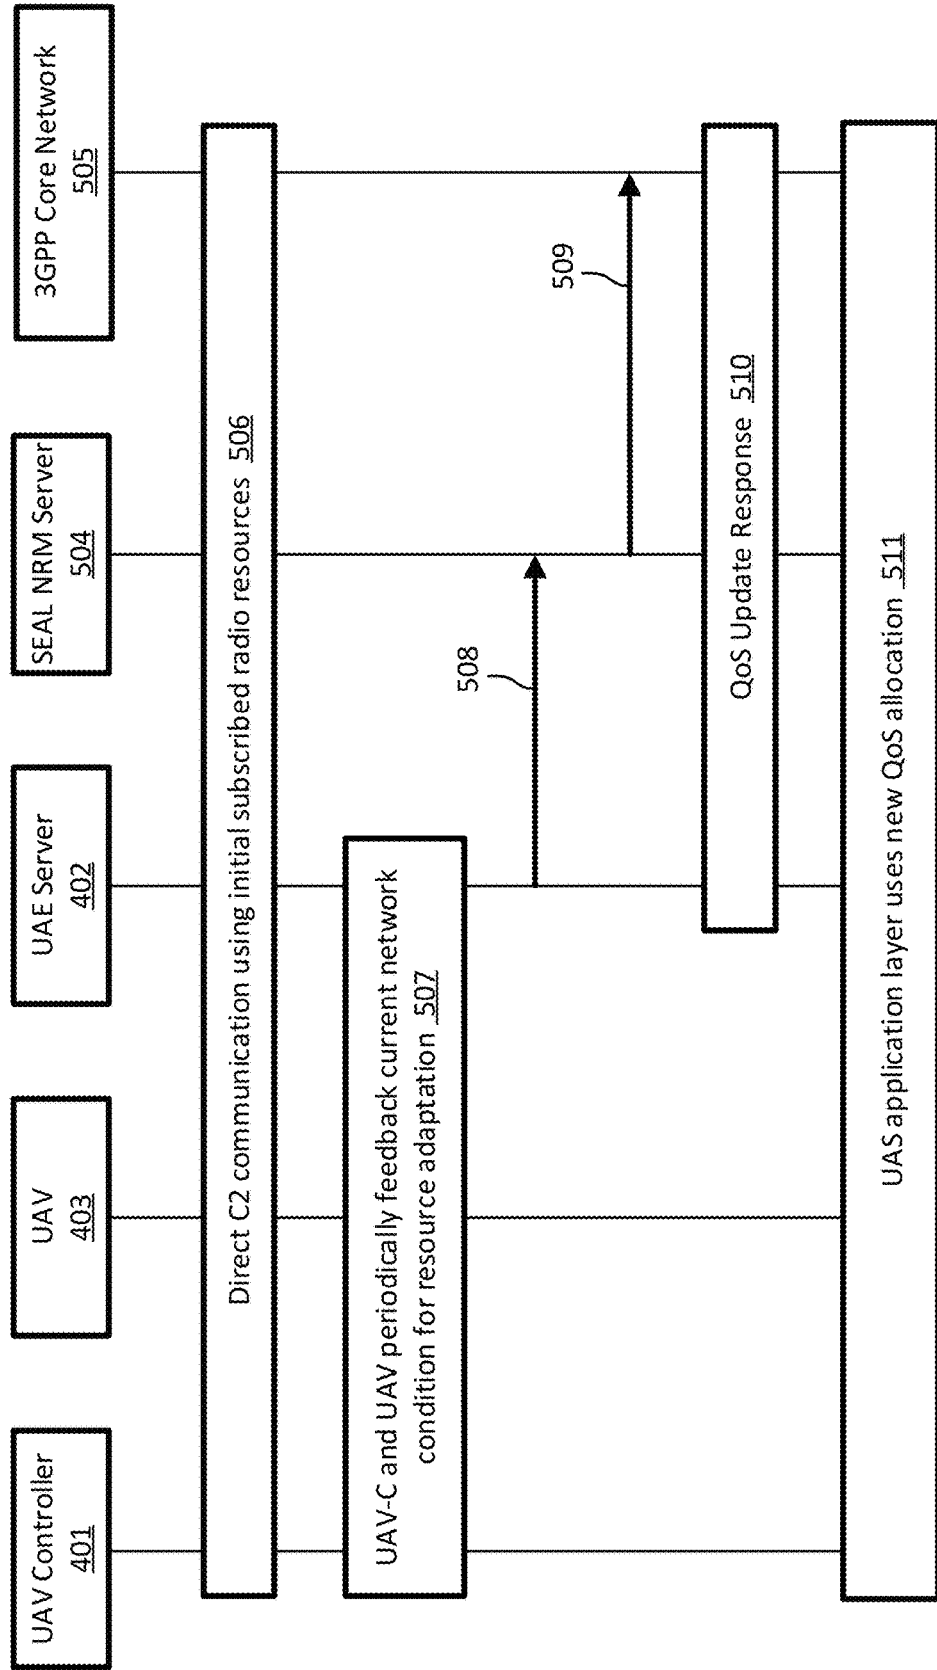 UAV Controller
401
UAV
403
UAE Server
402
SEAL NRM Server
504
3GPP Core Network
505
Direct C2 communication using initial subscribed radio resources 506
UAV-C and UAV periodically feedback current network
condition for resource adaptation 507
508
509
QoS Update Response 510
UAS application layer uses new QoS allocation 511